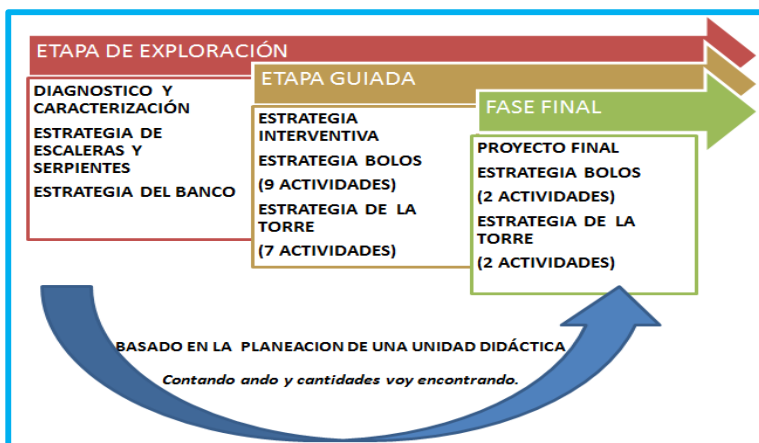 ETAPA DE EXPLORACIÓN
DIAGNOSTICO Y
CARACTERIZACIÓN
ESTRATEGIA DE
ESCALERAS Y
SERPIENTES
ESTRATEGIA DEL BANCO
ETAPA GUIADA
ESTRATEGIA
INTERVENTIVA
ESTRATEGIA BOLOS
(9 ACTIVIDADES)
ESTRATEGIA DE LA
TORRE
(7 ACTIVIDADES)
FASE FINAL
PROYECTO FINAL
ESTRATEGIA BOLOS
(2 ACTIVIDADES)
ESTRATEGIA DE LA
TORRE
(2 ACTIVIDADES)
BASADO EN LA PLANEACION DE UNA UNIDAD DIDÁCTICA
Contando ando y cantidades voy encontrando.